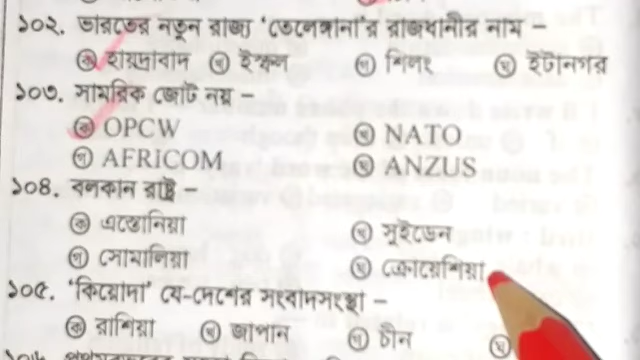 ১০২. ভারতের নতুন রাজ্য ‘তেলেঙ্গানা’র রাজধানীর নাম –
ক হায়দ্রাবাদ খ ইম্ফল গ শিলং ঘ ইটানগর
১০৩. সামরিক জোট নয় –
ক OPCW খ NATO
গ AFRICOM ঘ ANZUS
১০৪. বলকান রাষ্ট্র –
ক এস্তোনিয়া খ সুইডেন
গ সোমালিয়া ঘ ক্রোয়েশিয়া
১০৫. ‘কিয়োদা’ যে-দেশের সংবাদসংস্থা –
ক রাশিয়া খ জাপান গ চীন ঘ